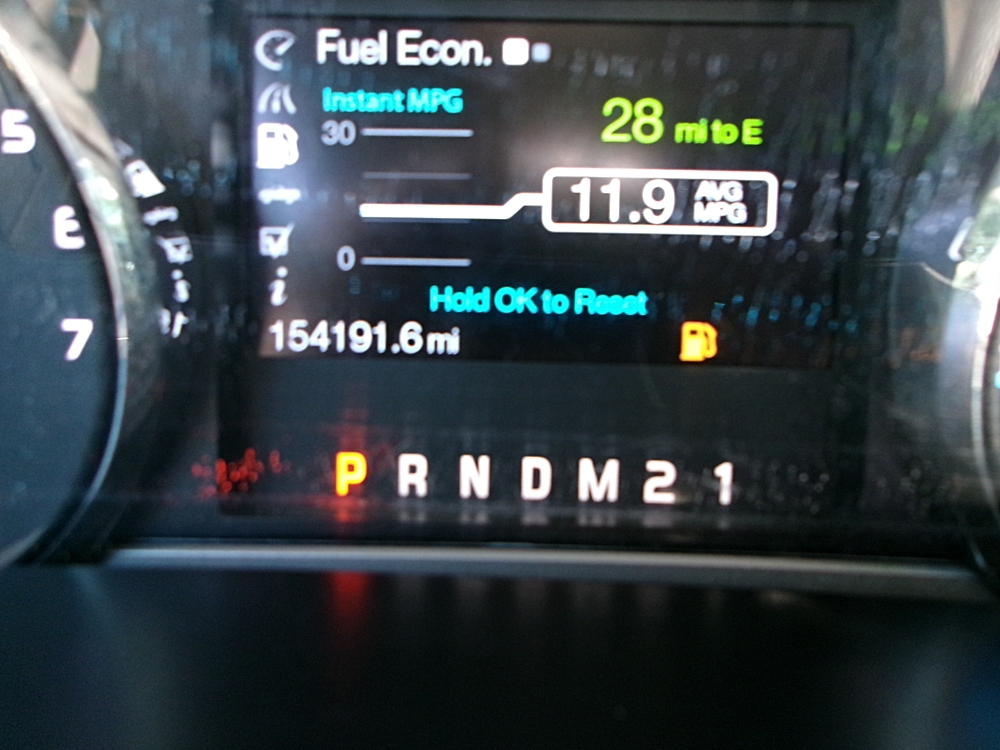 Fuel Econ.
Instant MPG
30
28 mi to E
11.9 AVG MPG
0
Hold OK to Reset
154191.6 mi
P R N D M 2 1
5
E
7